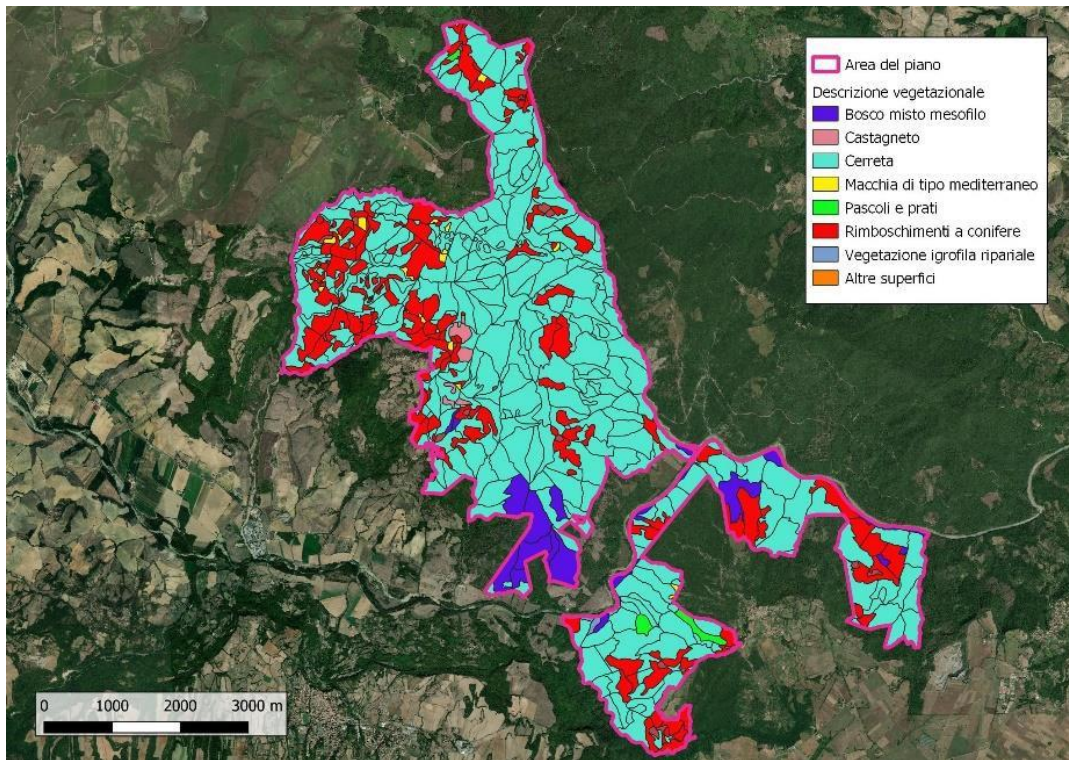 Area del piano
Descrizione vegetazionale
Bosco misto mesofilo
Castagneto
Cerreta
Macchia di tipo mediterraneo
Pascoli e prati
Rimboschimenti a conifere
Vegetazione igrofila ripariale
Altre superfici
0 1000 2000 3000 m